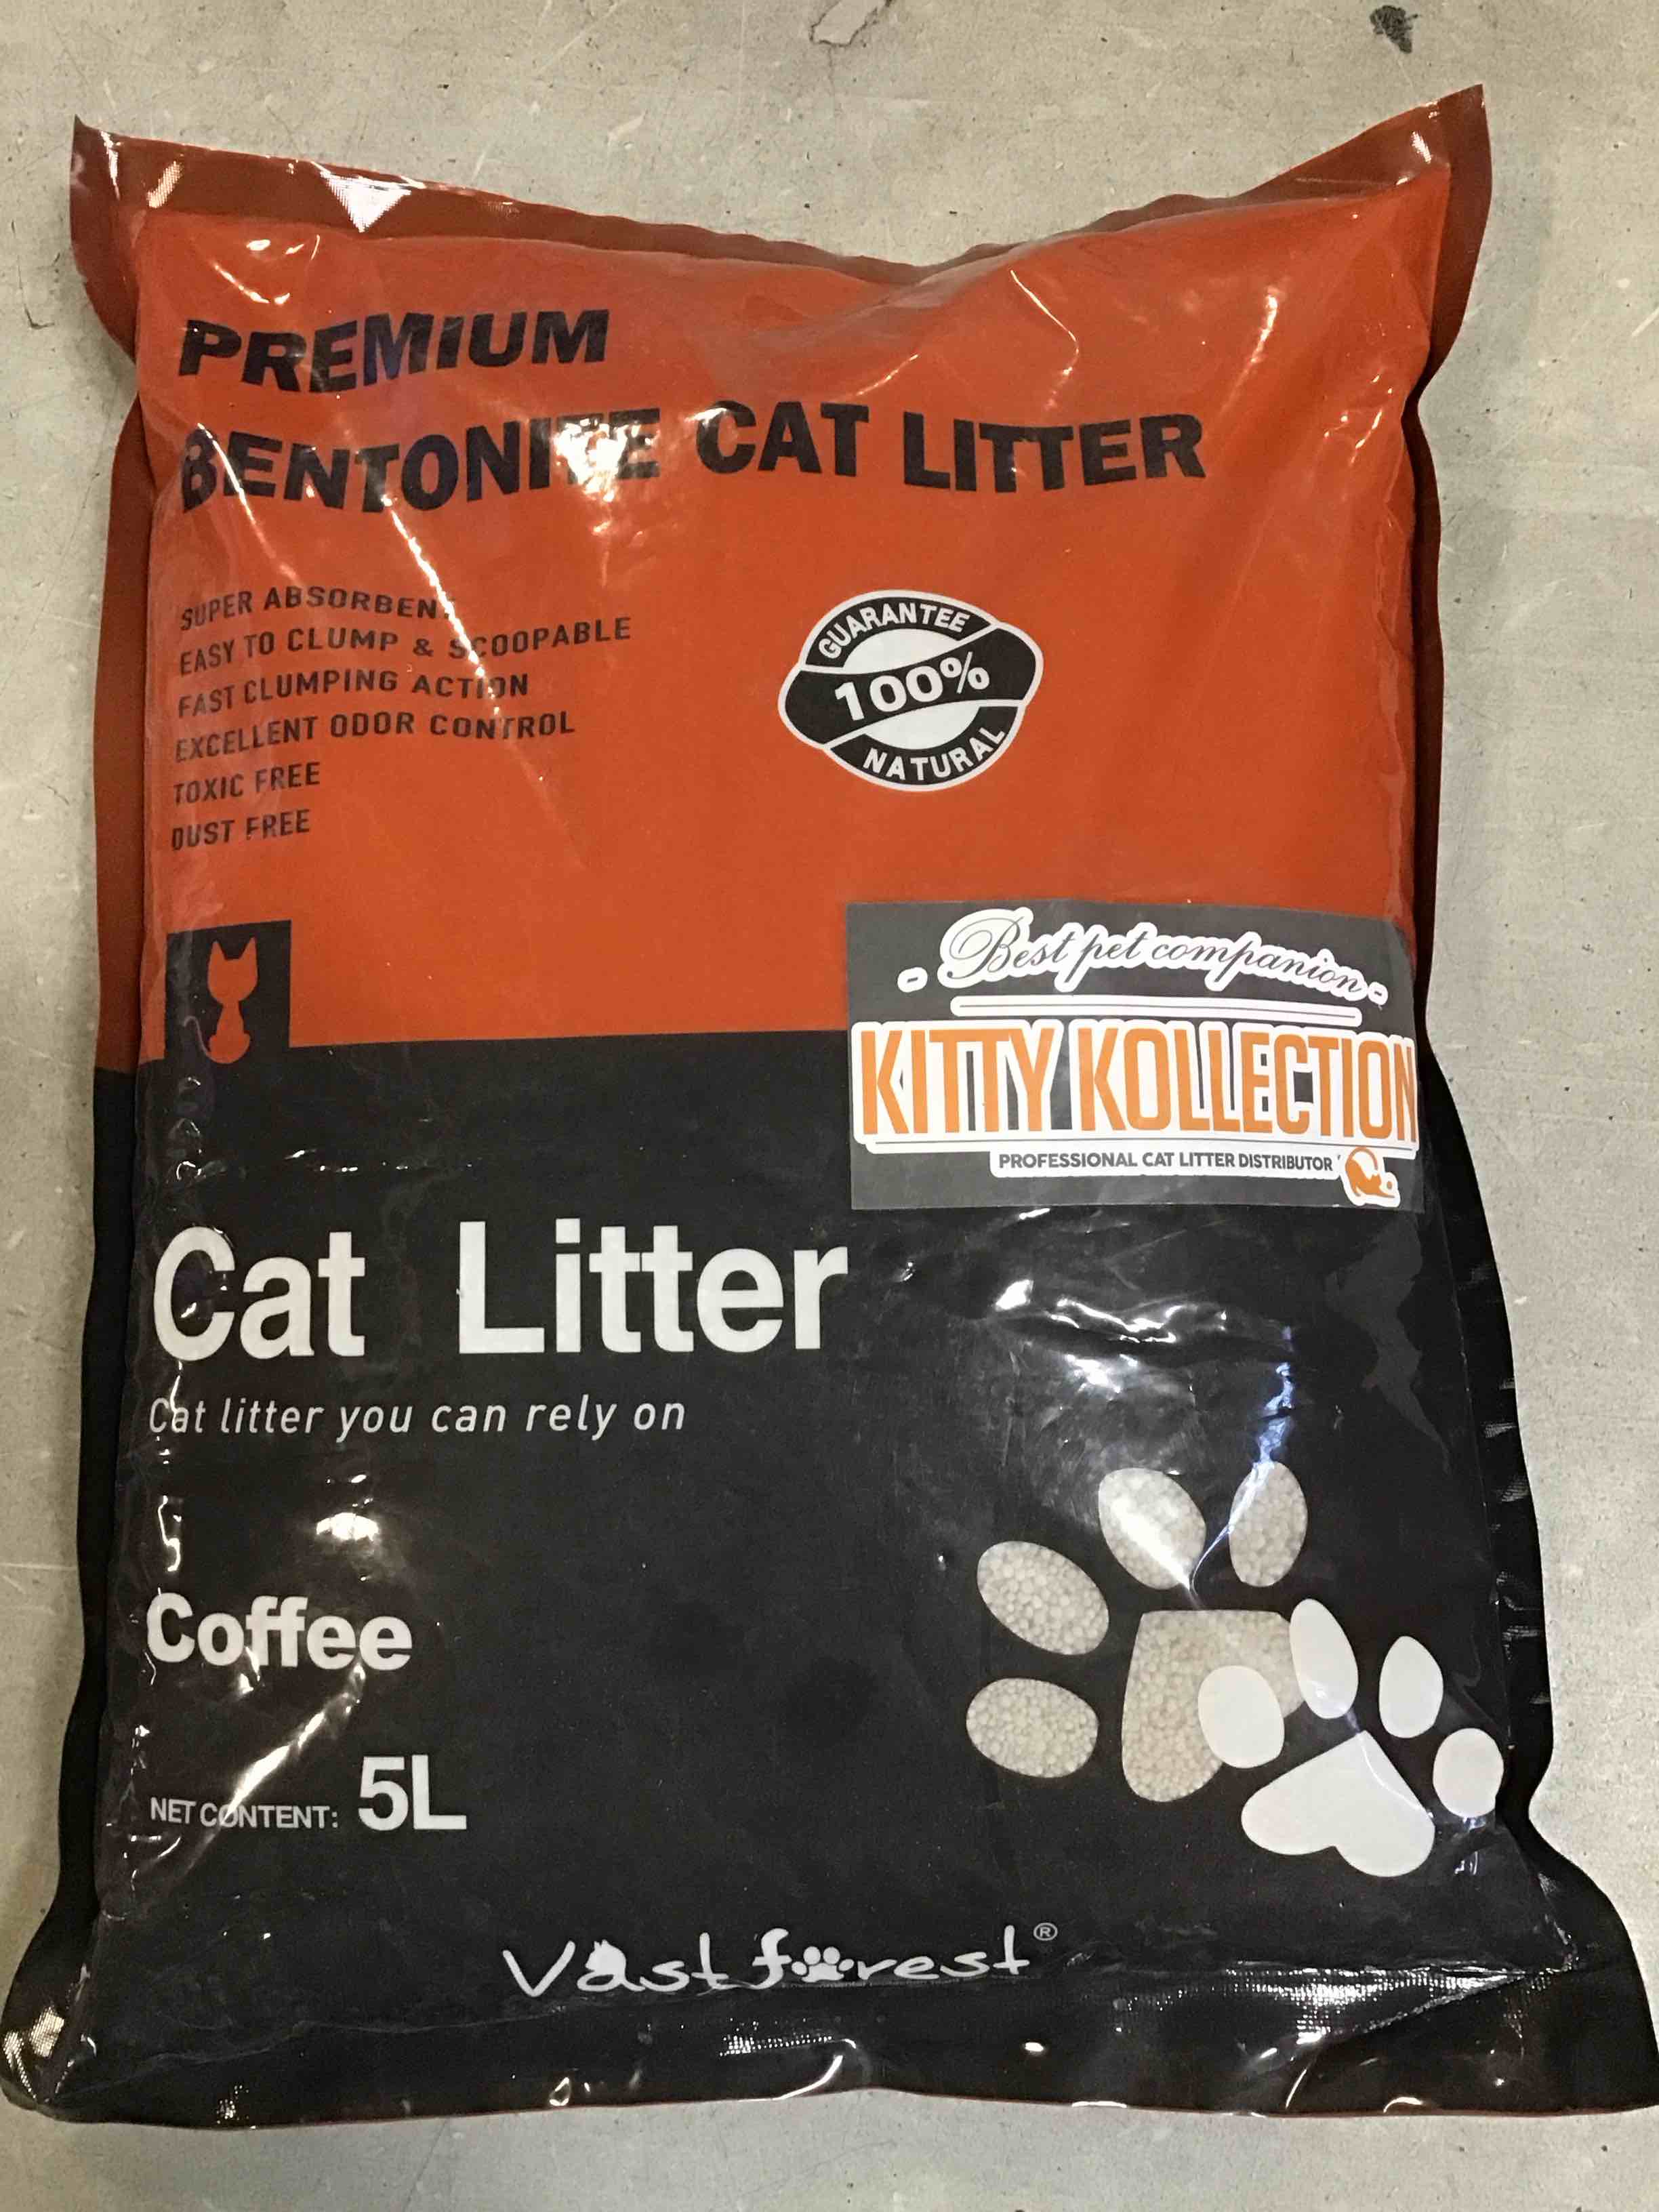 PREMIUM
BENTONITE CAT LITTER
SUPER ABSORBENT
EASY TO CLUMP & SCOOPABLE
FAST CLUMPING ACTION
EXCELLENT ODOR CONTROL
TOXIC FREE
DUST FREE
GUARANTEE
100%
NATURAL
- Best pet companion -
KITTY KOLLECTION
PROFESSIONAL CAT LITTER DISTRIBUTOR
Cat Litter
Cat litter you can rely on
Coffee
NET CONTENT: 5L
Vast forest®